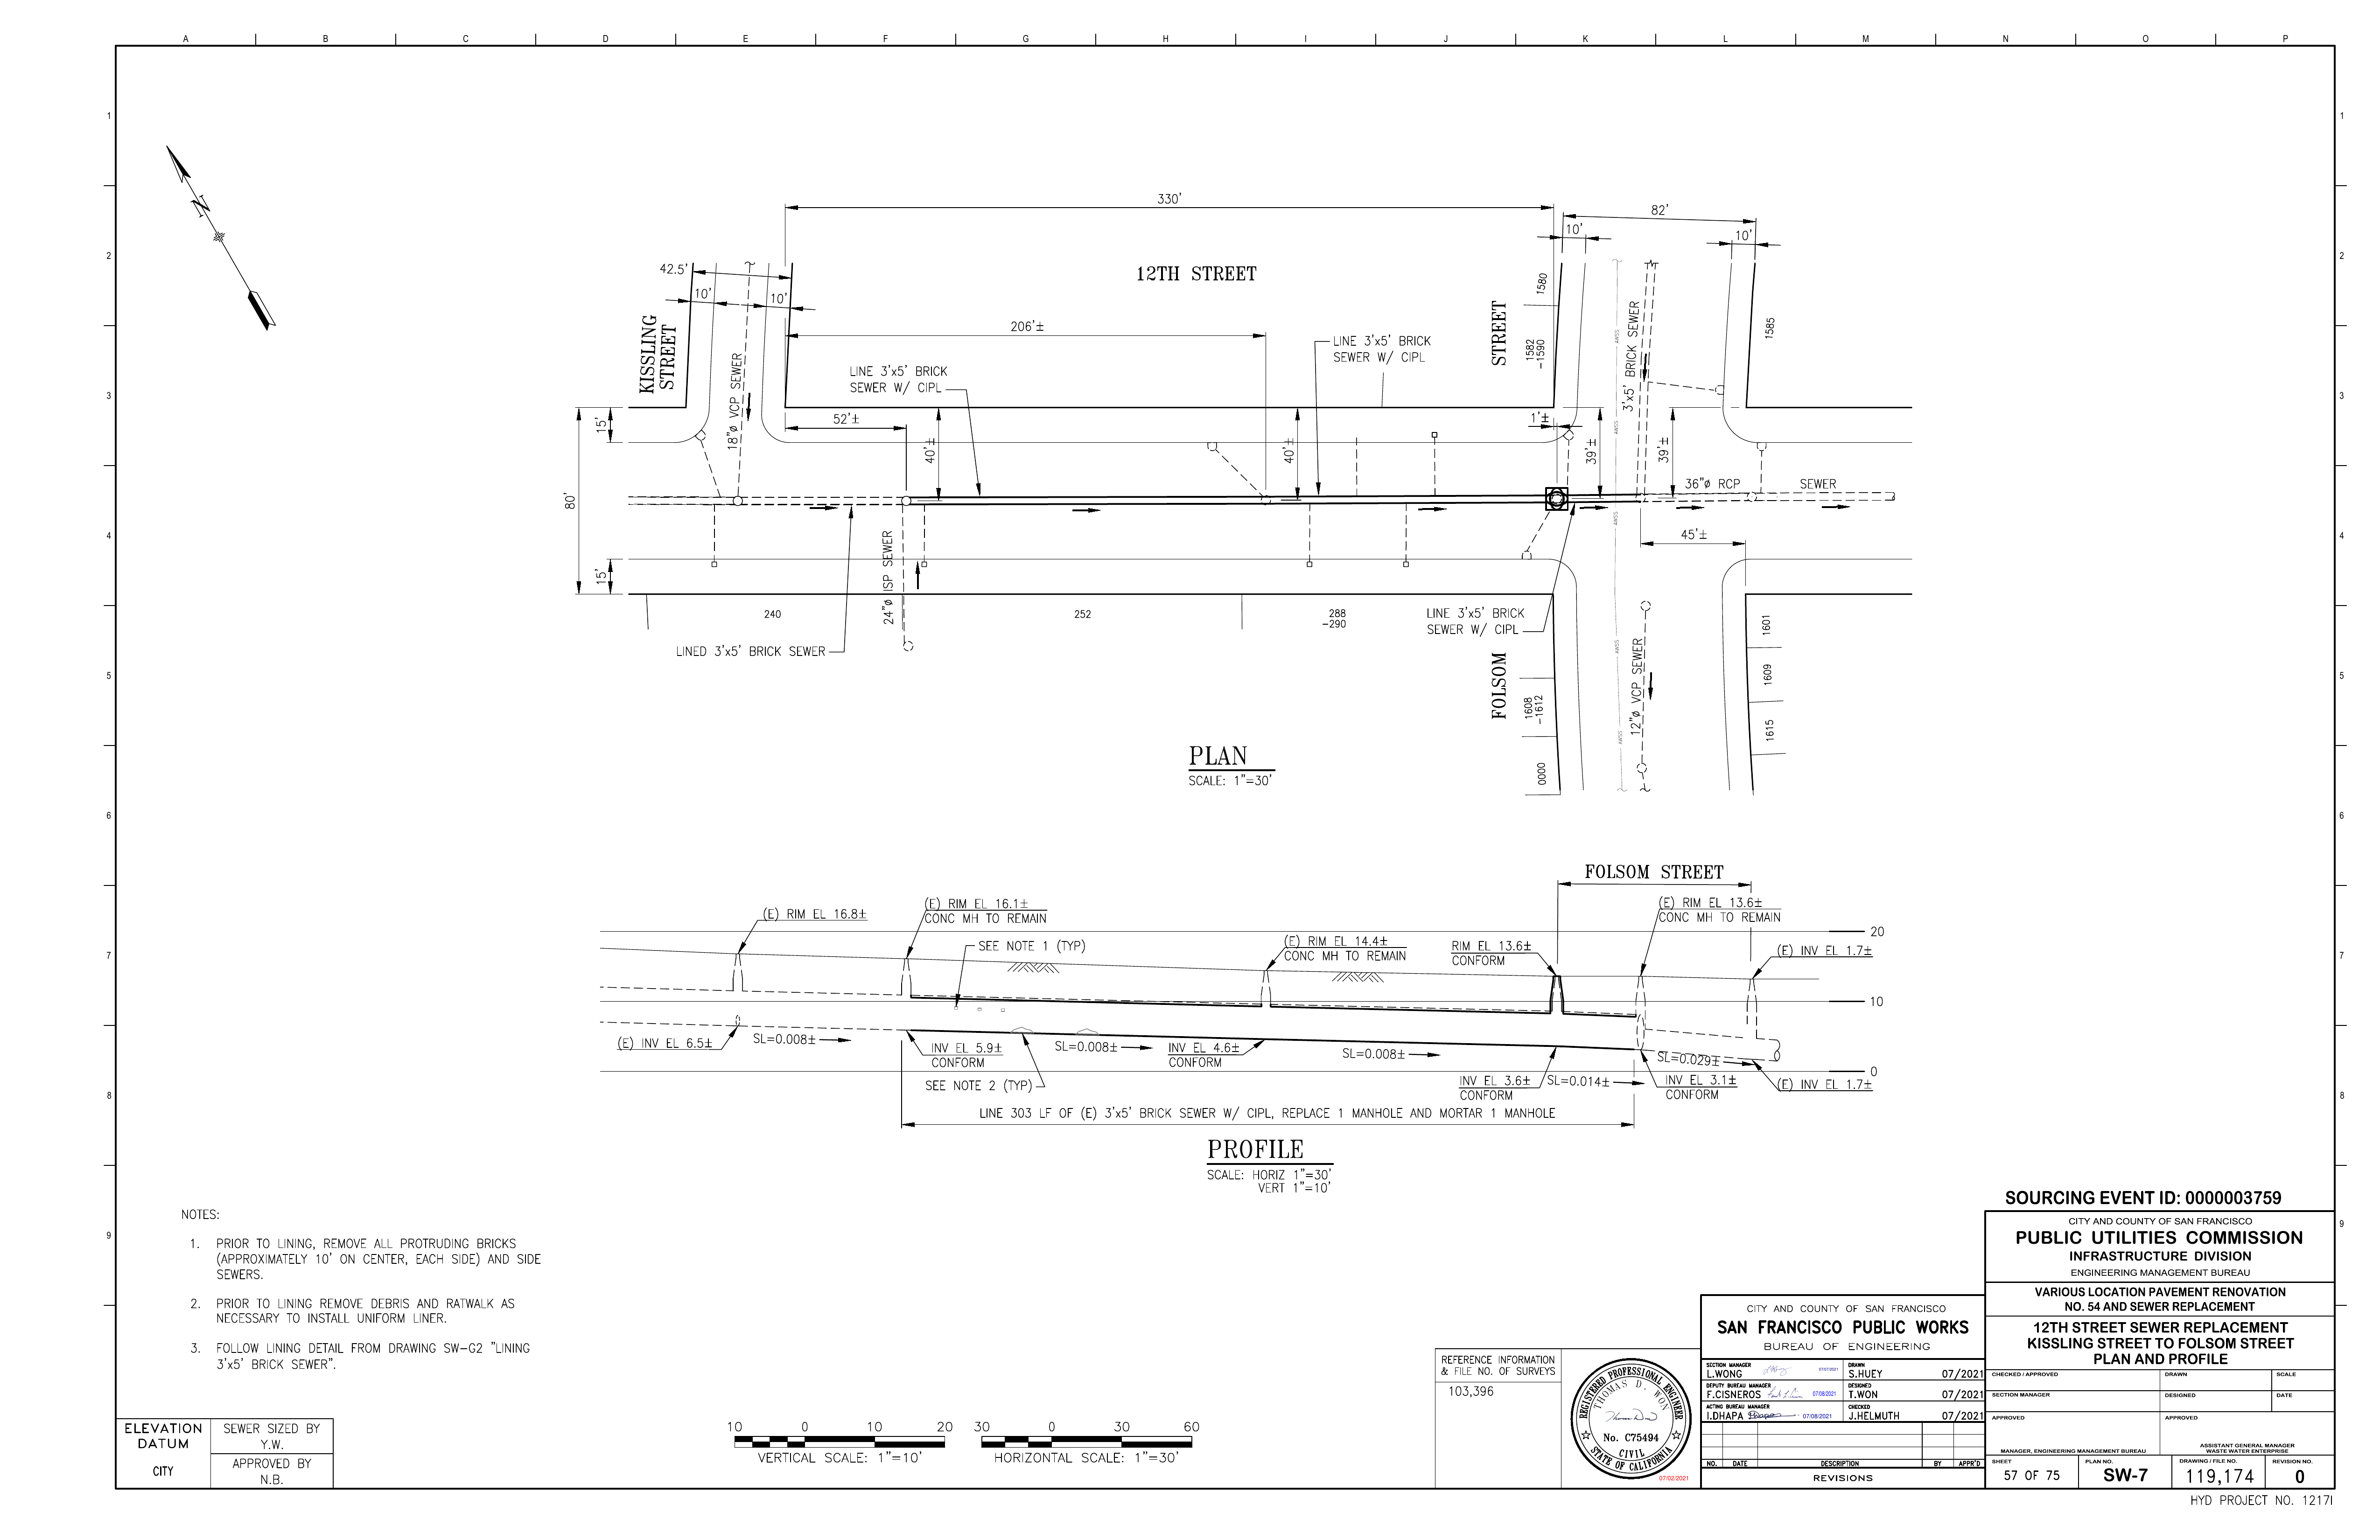 A B C D E F G H I J K L M N O P
1 1
2 2
3 3
4 4
5 5
6 6
7 7
8 8
9 9
N
330'
82'
10'
10'
42.5'
10'
10'
12TH STREET
206'±
KISSLING
STREET
18"ø VCP SEWER
LINE 3'x5' BRICK
SEWER W/ CIPL
LINE 3'x5' BRICK
SEWER W/ CIPL
STREET
1580
1582
-1590
3'x5' BRICK SEWER
AWSS
1585
15'
52'±
40'±
40'±
1'±
39'±
39'±
AWSS
80'
36"ø RCP SEWER
AWSS
45'±
15'
24"ø ISP SEWER
240
252
288
-290
LINE 3'x5' BRICK
SEWER W/ CIPL
LINED 3'x5' BRICK SEWER
FOLSOM
1608
-1612
0000
AWSS
12"ø VCP SEWER
AWSS
1601
1609
1615
PLAN
SCALE: 1"=30'
FOLSOM STREET
(E) RIM EL 16.8±
(E) RIM EL 16.1±
CONC MH TO REMAIN
(E) RIM EL 13.6±
CONC MH TO REMAIN
SEE NOTE 1 (TYP)
(E) RIM EL 14.4±
CONC MH TO REMAIN
RIM EL 13.6±
CONFORM
(E) INV EL 1.7±
20
10
0
(E) INV EL 6.5±
SL=0.008±
INV EL 5.9±
CONFORM
SL=0.008±
INV EL 4.6±
CONFORM
SL=0.008±
SL=0.029±
SEE NOTE 2 (TYP)
INV EL 3.6±
CONFORM
SL=0.014±
INV EL 3.1±
CONFORM
(E) INV EL 1.7±
LINE 303 LF OF (E) 3'x5' BRICK SEWER W/ CIPL, REPLACE 1 MANHOLE AND MORTAR 1 MANHOLE
PROFILE
SCALE: HORIZ 1"=30'
VERT 1"=10'
NOTES:
1. PRIOR TO LINING, REMOVE ALL PROTRUDING BRICKS
(APPROXIMATELY 10' ON CENTER, EACH SIDE) AND SIDE
SEWERS.
2. PRIOR TO LINING REMOVE DEBRIS AND RATWALK AS
NECESSARY TO INSTALL UNIFORM LINER.
3. FOLLOW LINING DETAIL FROM DRAWING SW-G2 "LINING
3'x5' BRICK SEWER".
ELEVATION
DATUM
CITY
SEWER SIZED BY
Y.W.
APPROVED BY
N.B.
10 0 10 20
VERTICAL SCALE: 1"=10'
30 0 30 60
HORIZONTAL SCALE: 1"=30'
REFERENCE INFORMATION
& FILE NO. OF SURVEYS
103,396
REGISTERED PROFESSIONAL ENGINEER
THOMAS D. WON
No. C75494
CIVIL
STATE OF CALIFORNIA
07/02/2021
CITY AND COUNTY OF SAN FRANCISCO
SAN FRANCISCO PUBLIC WORKS
BUREAU OF ENGINEERING
SECTION MANAGER
L.WONG 07/07/2021
DRAWN
S.HUEY 07/2021
DEPUTY BUREAU MANAGER
F.CISNEROS 07/08/2021
DESIGNED
T.WON 07/2021
ACTING BUREAU MANAGER
I.DHAPA 07/08/2021
CHECKED
J.HELMUTH 07/2021
NO. DATE DESCRIPTION BY APPR'D
REVISIONS
SOURCING EVENT ID: 0000003759
CITY AND COUNTY OF SAN FRANCISCO
PUBLIC UTILITIES COMMISSION
INFRASTRUCTURE DIVISION
ENGINEERING MANAGEMENT BUREAU
VARIOUS LOCATION PAVEMENT RENOVATION
NO. 54 AND SEWER REPLACEMENT
12TH STREET SEWER REPLACEMENT
KISSLING STREET TO FOLSOM STREET
PLAN AND PROFILE
CHECKED / APPROVED DRAWN SCALE
SECTION MANAGER DESIGNED DATE
APPROVED APPROVED
MANAGER, ENGINEERING MANAGEMENT BUREAU
ASSISTANT GENERAL MANAGER
WASTE WATER ENTERPRISE
SHEET
57 OF 75
PLAN NO.
SW-7
DRAWING / FILE NO.
119,174
REVISION NO.
0
HYD PROJECT NO. 1217I